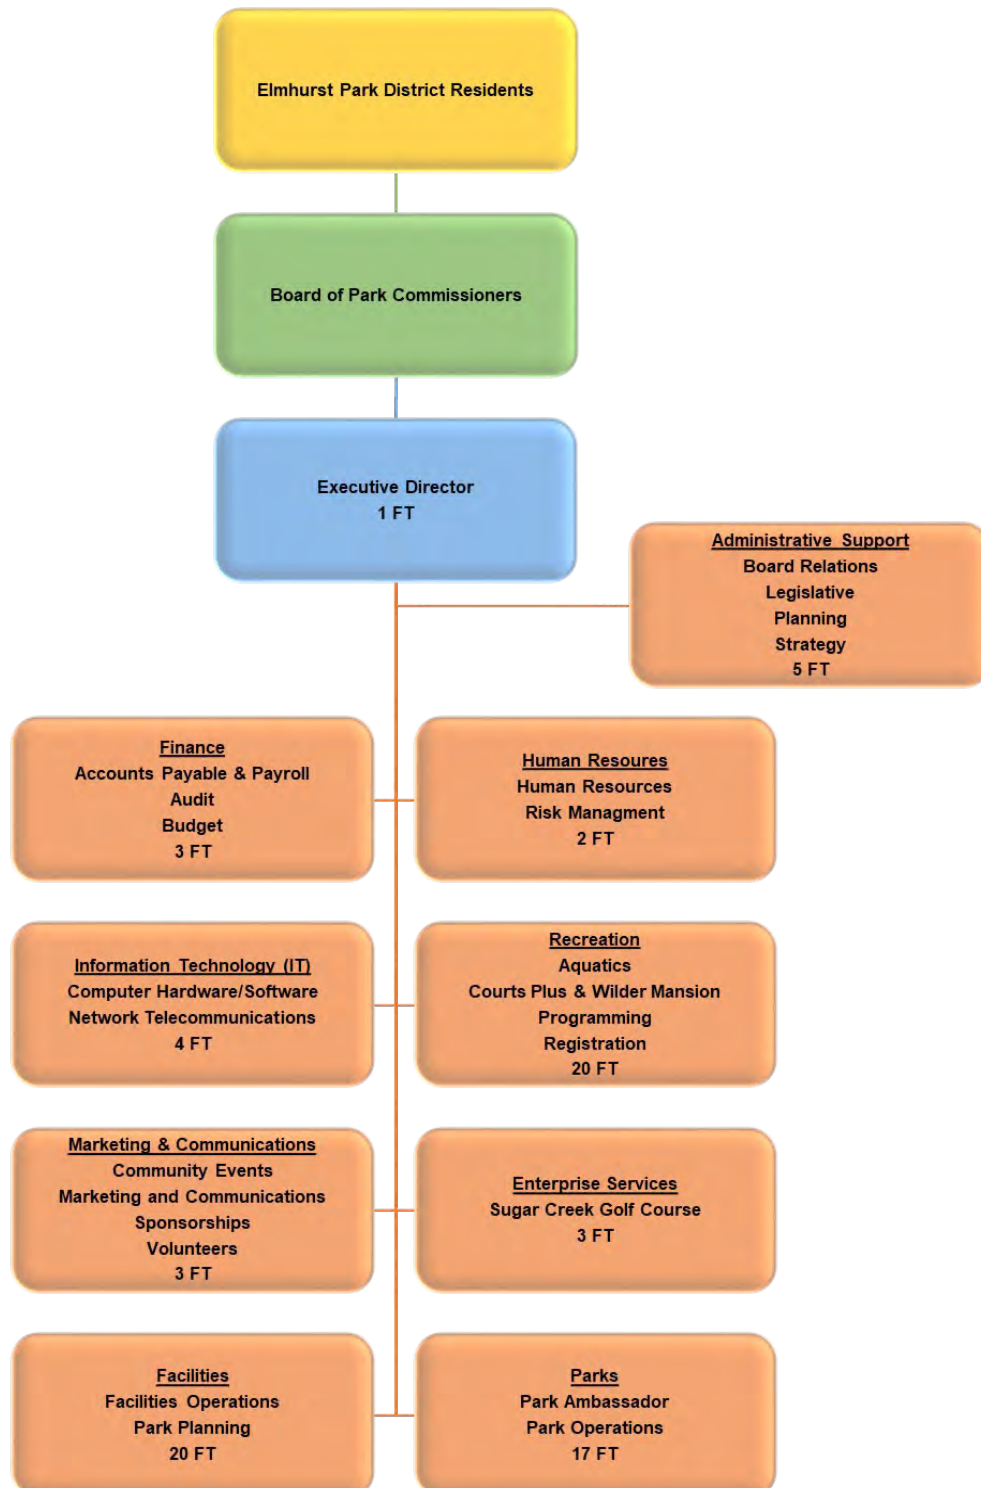 Elmhurst Park District Residents
Board of Park Commissioners
Executive Director
1 FT
Administrative Support
Board Relations
Legislative
Planning
Strategy
5 FT
Finance
Accounts Payable & Payroll
Audit
Budget
3 FT
Human Resoures
Human Resources
Risk Managment
2 FT
Information Technology (IT)
Computer Hardware/Software
Network Telecommunications
4 FT
Recreation
Aquatics
Courts Plus & Wilder Mansion
Programming
Registration
20 FT
Marketing & Communications
Community Events
Marketing and Communications
Sponsorships
Volunteers
3 FT
Enterprise Services
Sugar Creek Golf Course
3 FT
Facilities
Facilities Operations
Park Planning
20 FT
Parks
Park Ambassador
Park Operations
17 FT